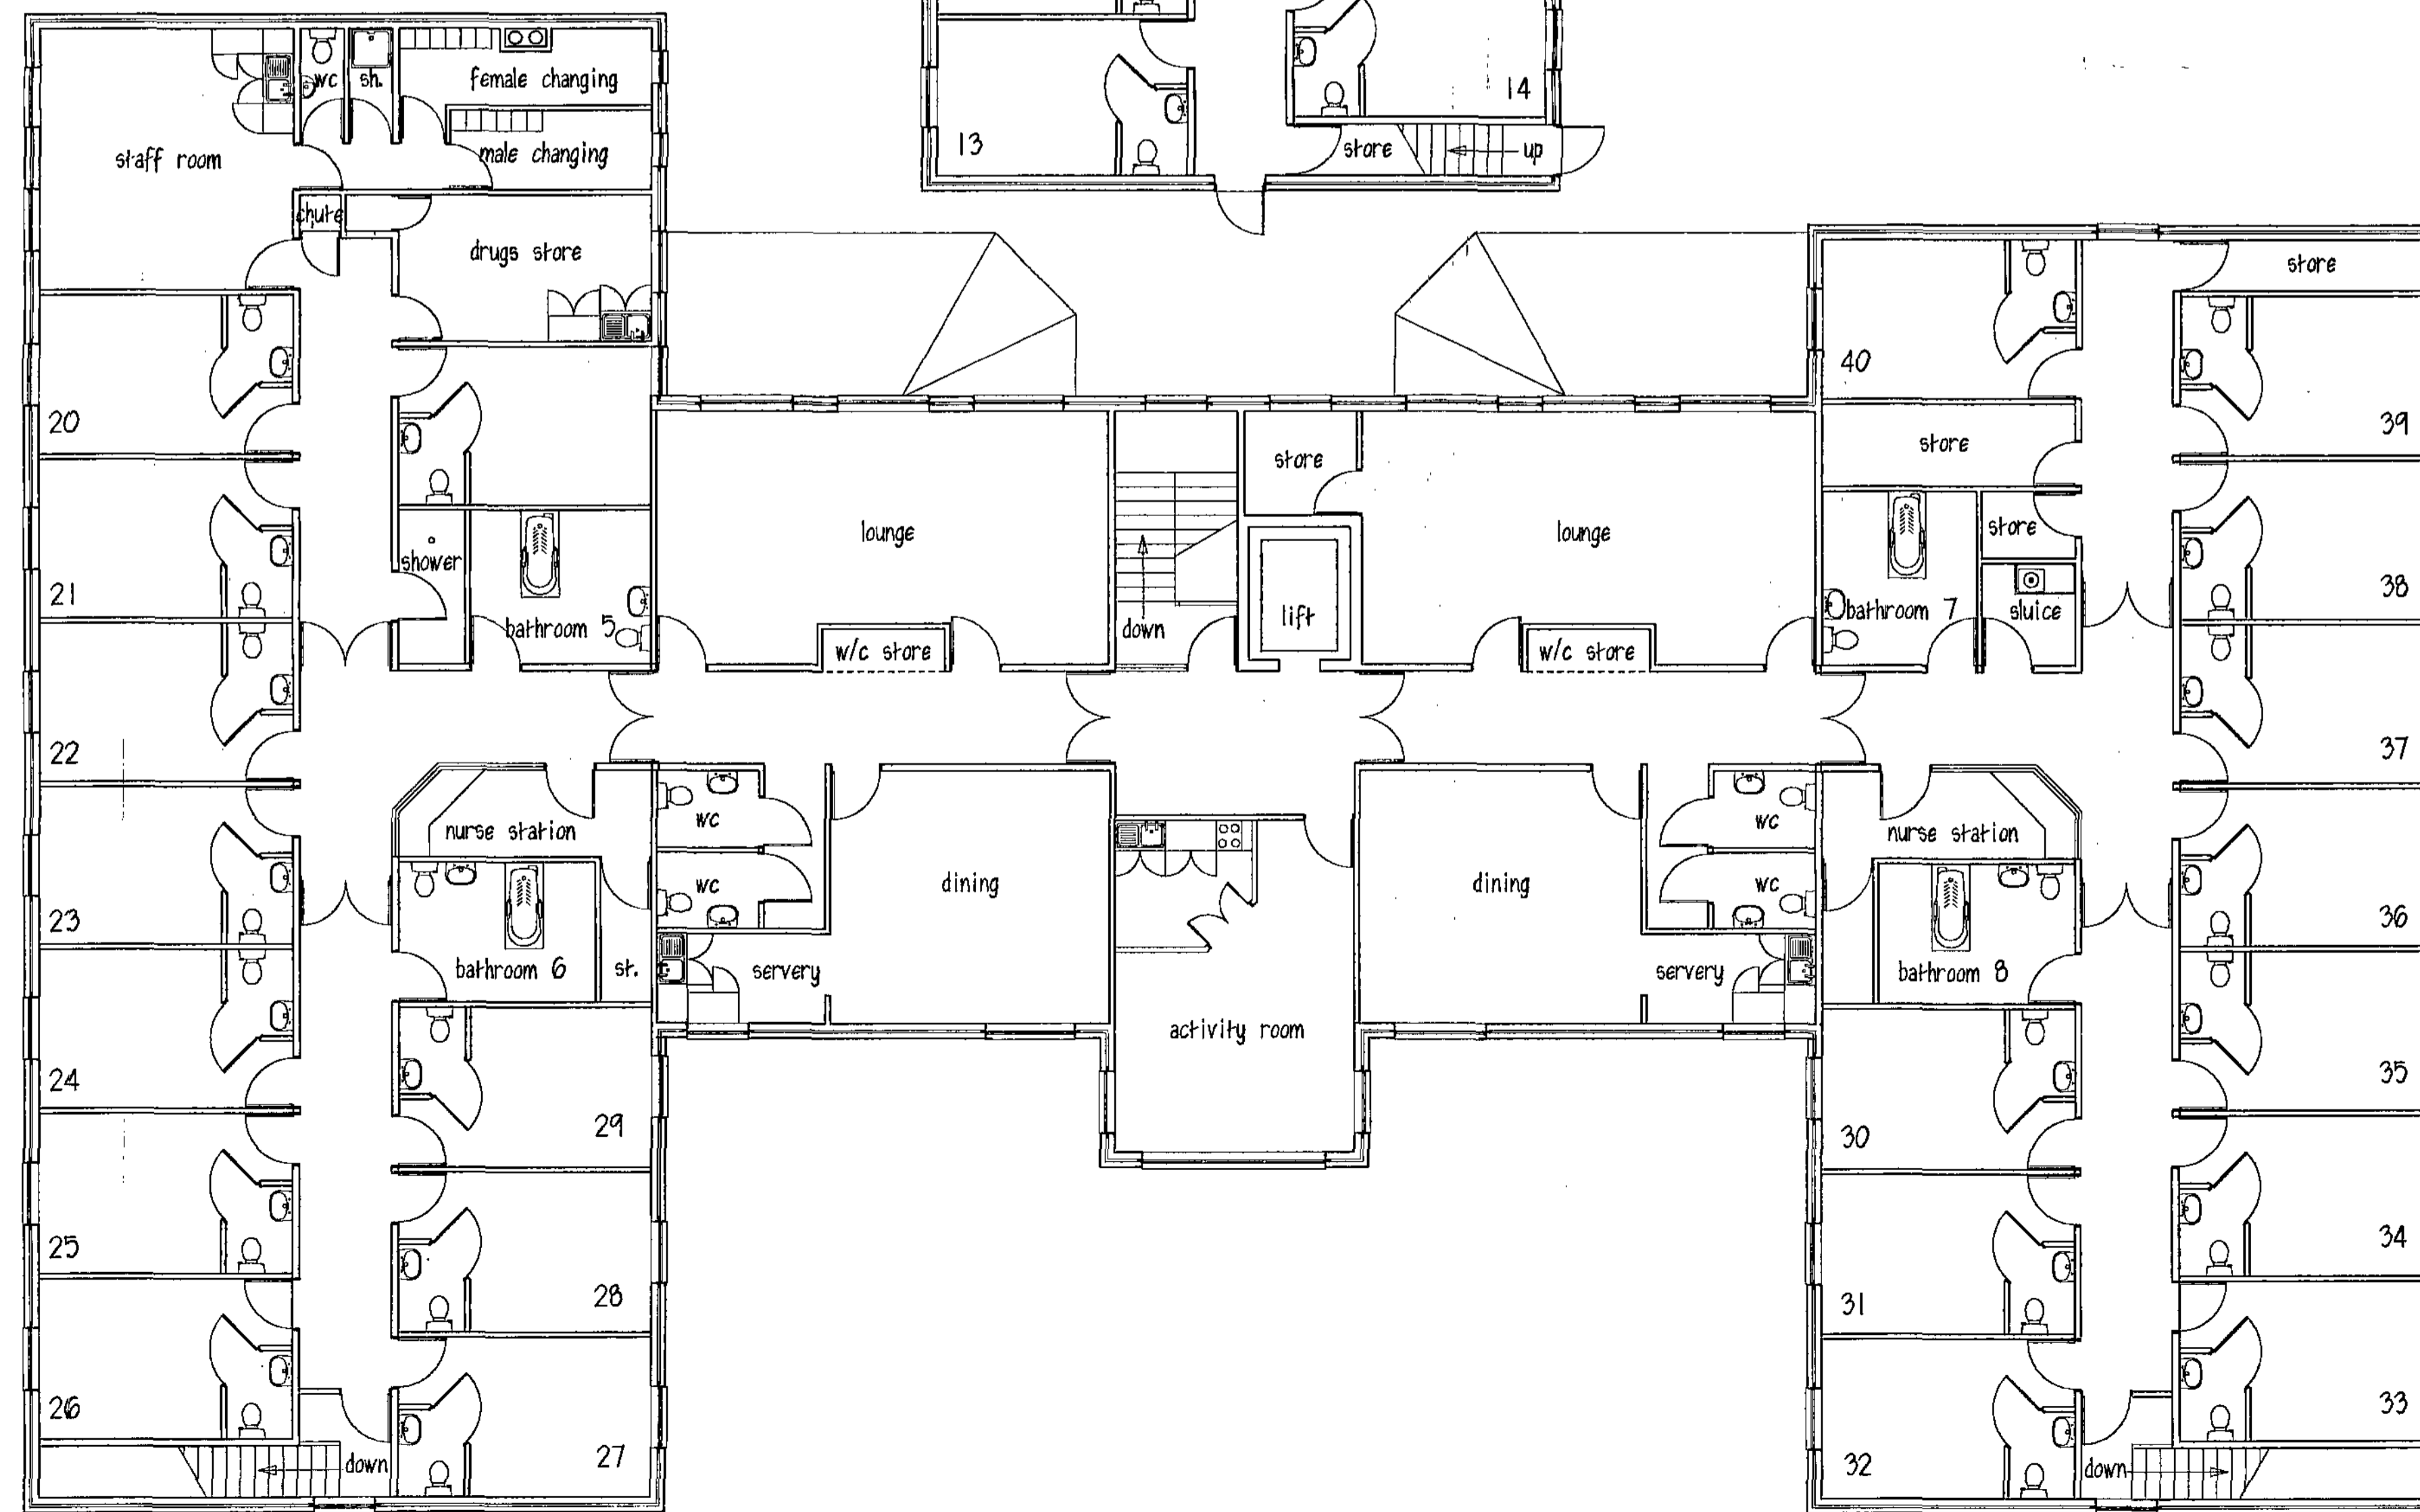 wc
sh.
female changing
14
staff room
male changing
13
store
up
chute
drugs store
store
40
20
39
store
store
lounge
lounge
store
shower
21
38
bathroom 5
down
lift
bathroom 7
sluice
w/c store
w/c store
22
37
nurse station
wc
wc
nurse station
wc
dining
dining
wc
23
36
bathroom 6
st.
servery
servery
bathroom 8
activity room
24
35
29
30
25
34
28
31
26
33
27
down
32
down